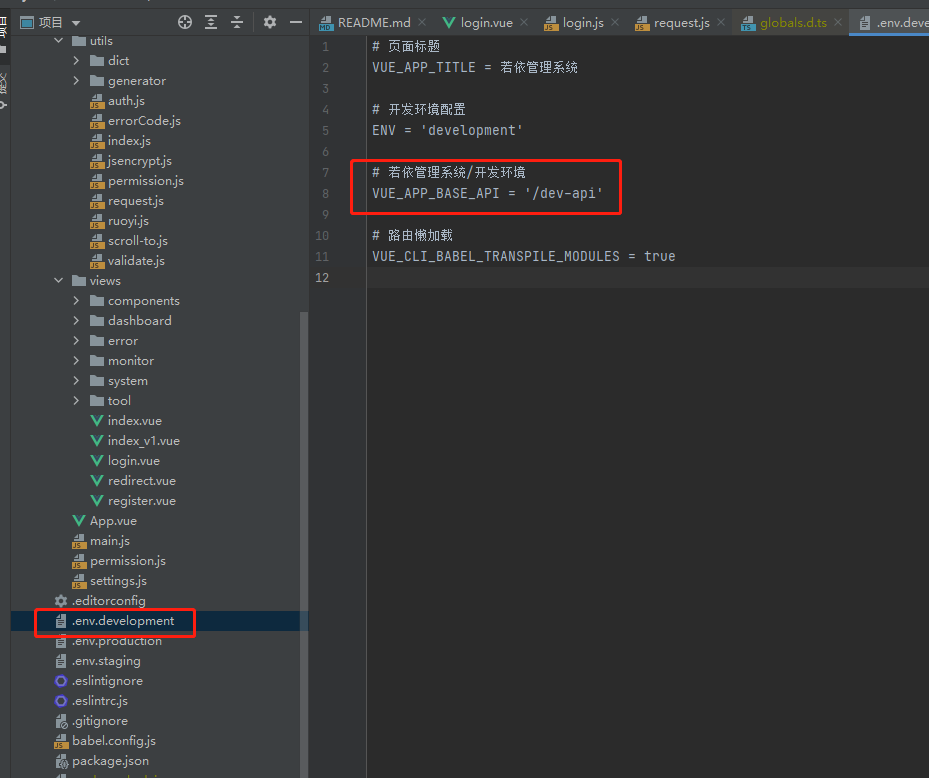 项目
README.md
login.vue
login.js
request.js
globals.d.ts
.env.deve
utils
dict
generator
auth.js
errorCode.js
index.js
jsencrypt.js
permission.js
request.js
ruoyi.js
scroll-to.js
validate.js
views
components
dashboard
error
monitor
system
tool
index.vue
index_v1.vue
login.vue
redirect.vue
register.vue
App.vue
main.js
permission.js
settings.js
.editorconfig
.env.development
.env.production
.env.staging
.eslintignore
.eslintrc.js
.gitignore
babel.config.js
package.json
1 # 页面标题
2 VUE_APP_TITLE = 若依管理系统
3
4 # 开发环境配置
5 ENV = 'development'
6
7 # 若依管理系统/开发环境
8 VUE_APP_BASE_API = '/dev-api'
9
10 # 路由懒加载
11 VUE_CLI_BABEL_TRANSPILE_MODULES = true
12